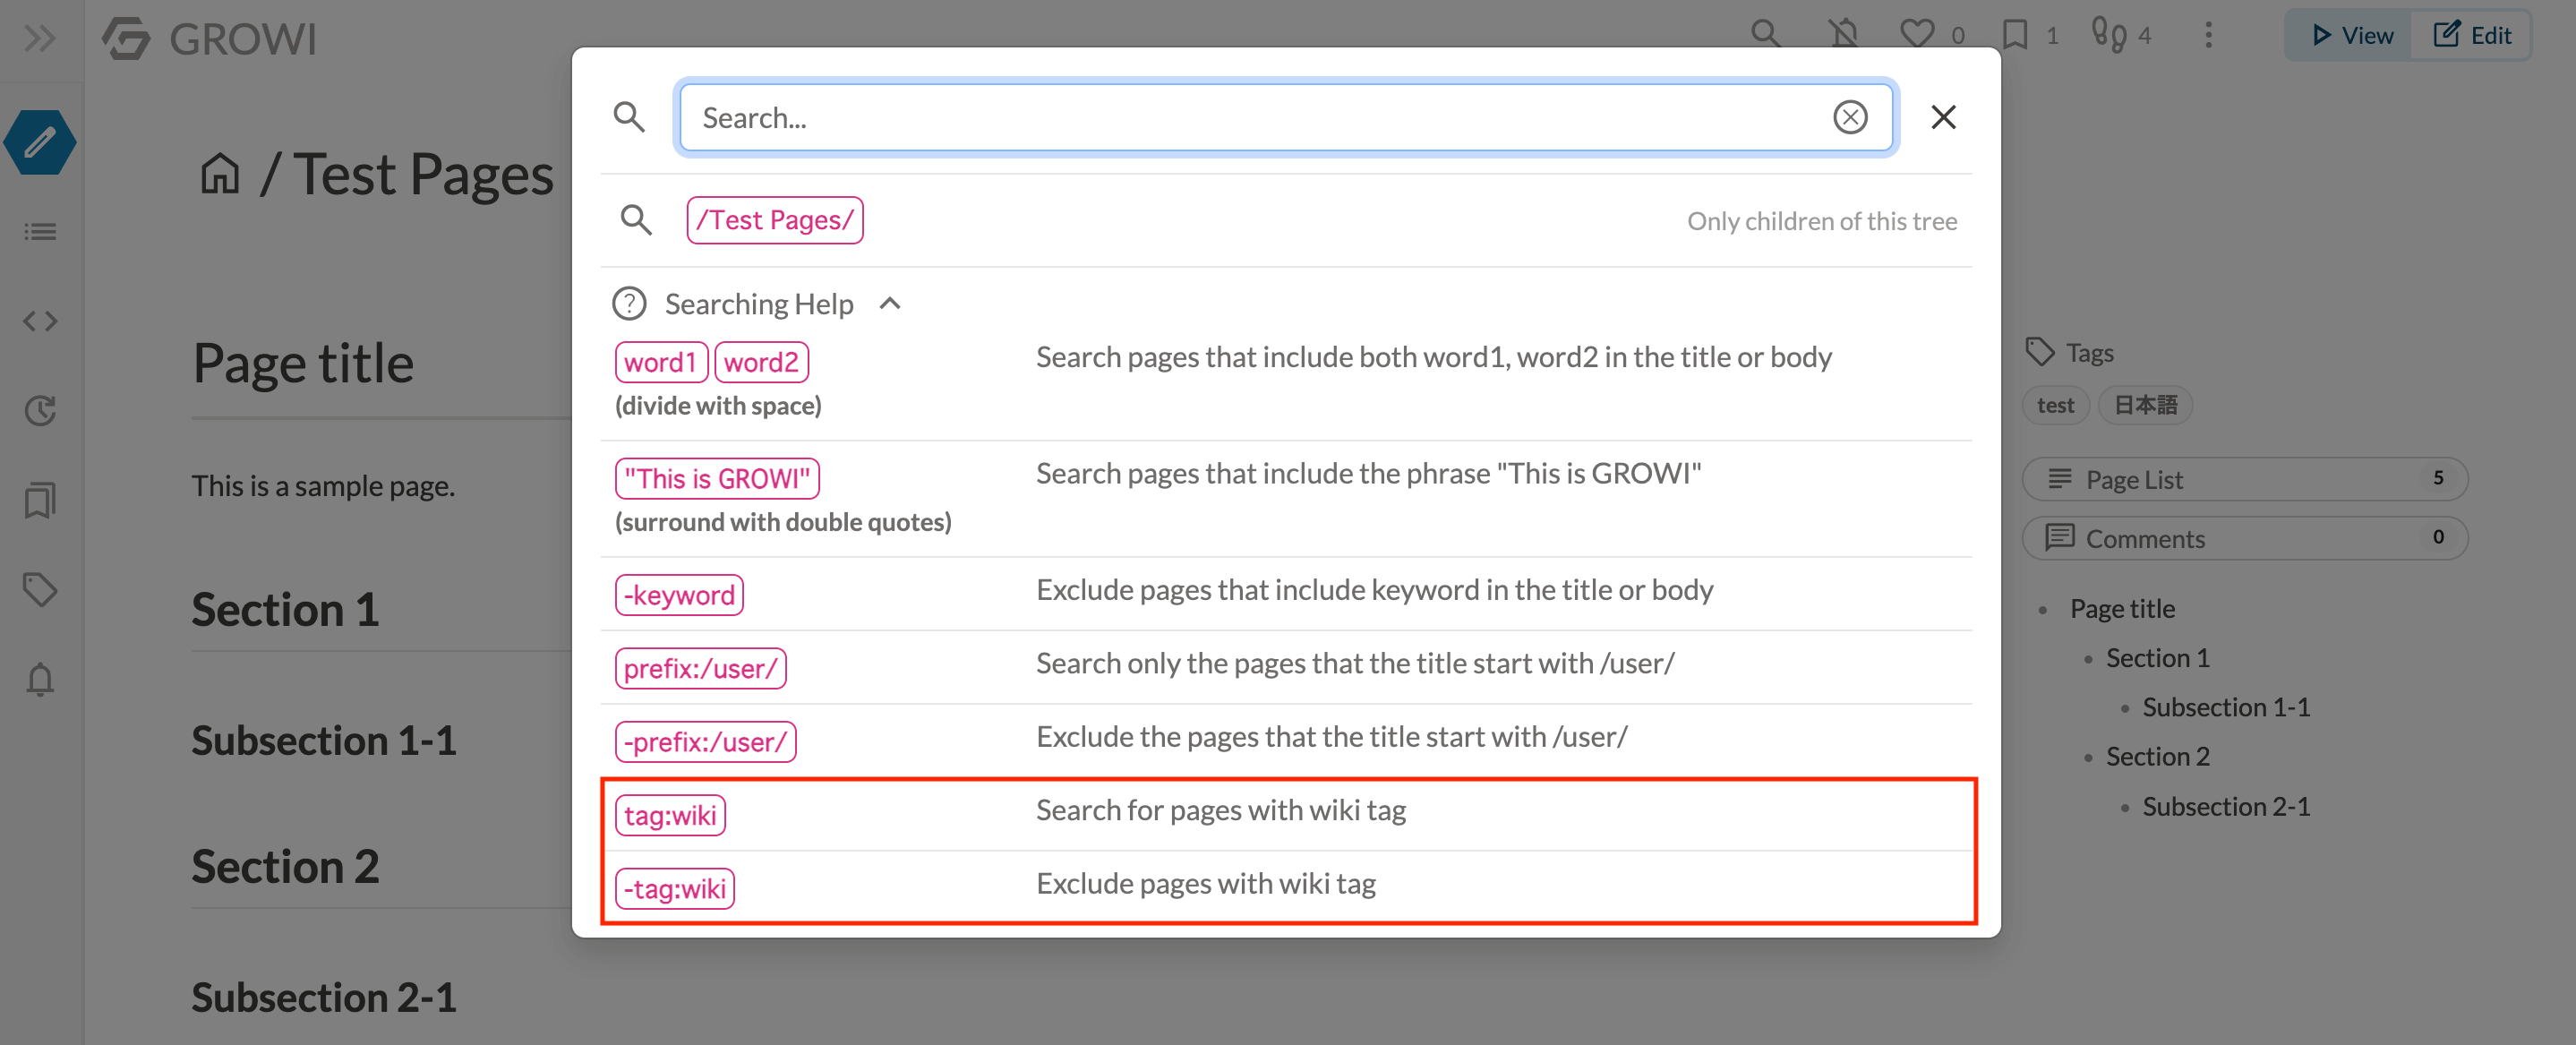 GROWI
0
1
4
View
Edit
Search...
/ Test Pages
/Test Pages/
Only children of this tree
Searching Help
word1 word2
Search pages that include both word1, word2 in the title or body
(divide with space)
"This is GROWI"
Search pages that include the phrase "This is GROWI"
(surround with double quotes)
-keyword
Exclude pages that include keyword in the title or body
prefix:/user/
Search only the pages that the title start with /user/
-prefix:/user/
Exclude the pages that the title start with /user/
tag:wiki
Search for pages with wiki tag
-tag:wiki
Exclude pages with wiki tag
Page title
This is a sample page.
Section 1
Subsection 1-1
Section 2
Subsection 2-1
Tags
test 日本語
Page List 5
Comments 0
Page title
Section 1
Subsection 1-1
Section 2
Subsection 2-1